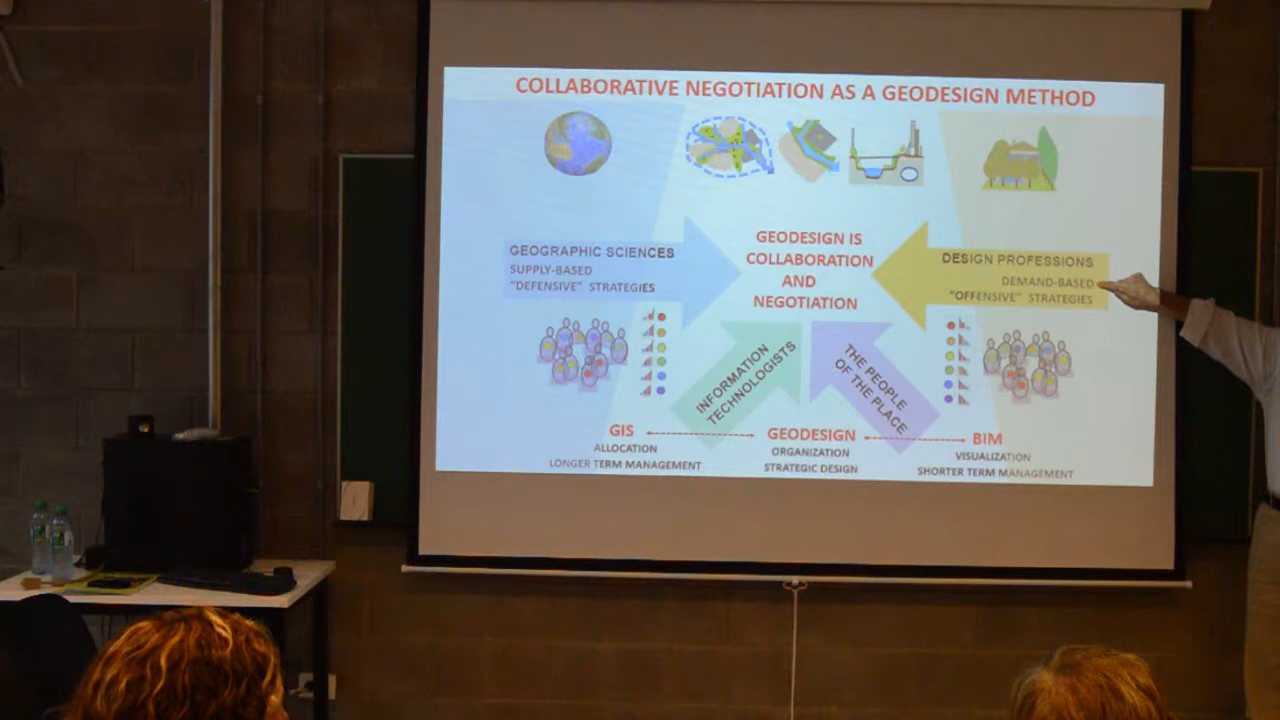 COLLABORATIVE NEGOTIATION AS A GEODESIGN METHOD
GEOGRAPHIC SCIENCES
SUPPLY-BASED
"DEFENSIVE" STRATEGIES
GEODESIGN IS
COLLABORATION
AND
NEGOTIATION
DESIGN PROFESSIONS
DEMAND-BASED
"OFFENSIVE" STRATEGIES
INFORMATION
TECHNOLOGISTS
THE PEOPLE
OF THE PLACE
GIS
ALLOCATION
LONGER TERM MANAGEMENT
GEODESIGN
ORGANIZATION
STRATEGIC DESIGN
BIM
VISUALIZATION
SHORTER TERM MANAGEMENT